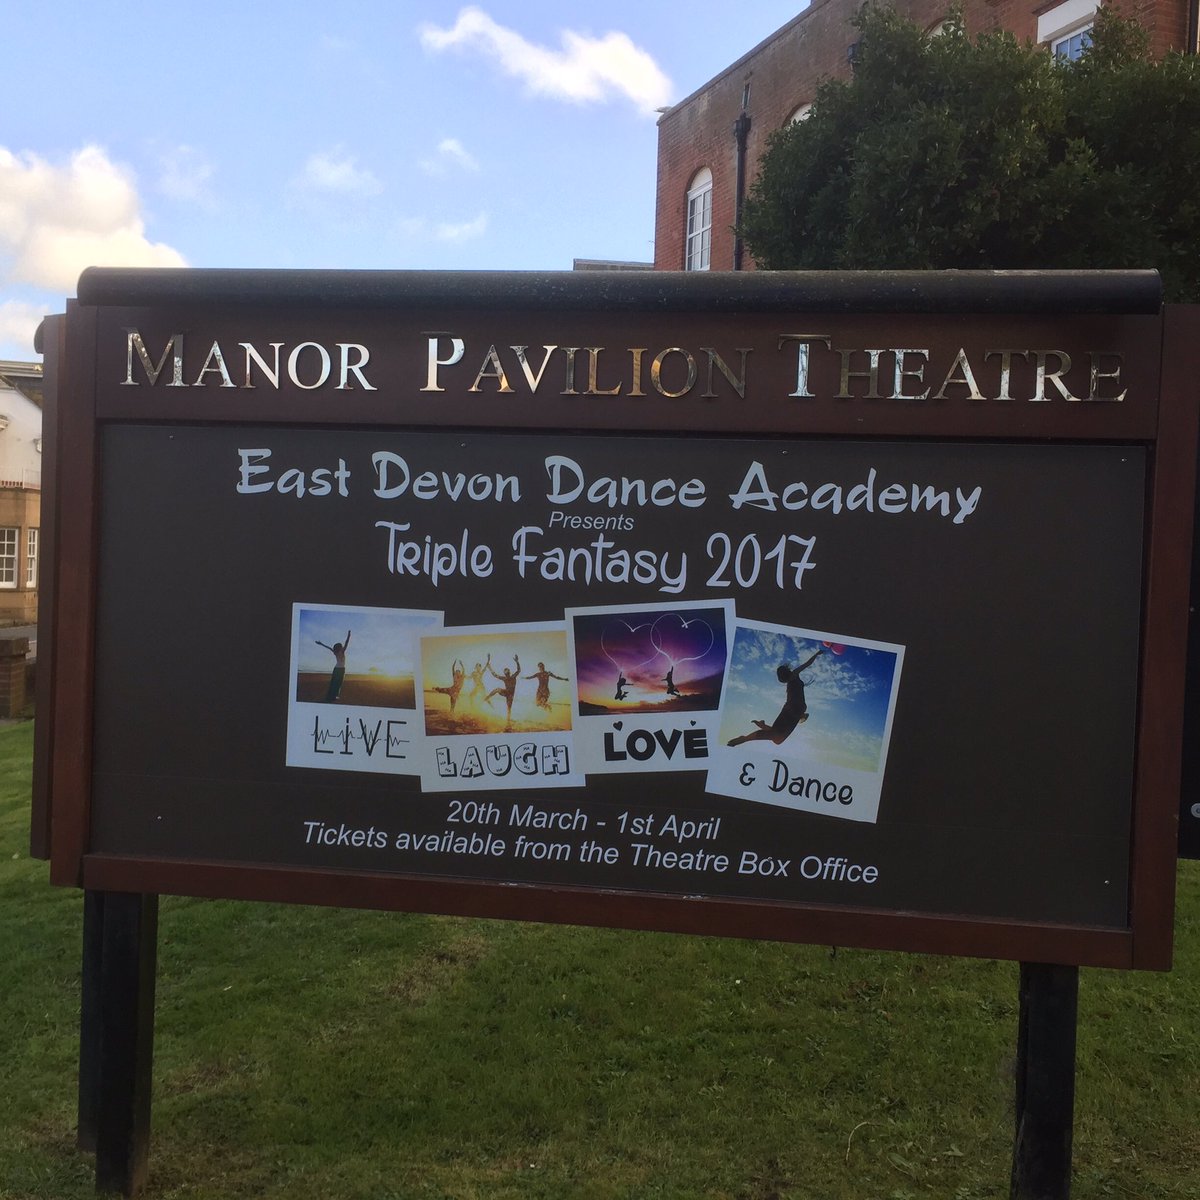 MANOR PAVILION THEATRE
East Devon Dance Academy
Presents
Triple Fantasy 2017
LIVE
LAUGH
LOVE
& Dance
20th March - 1st April
Tickets available from the Theatre Box Office